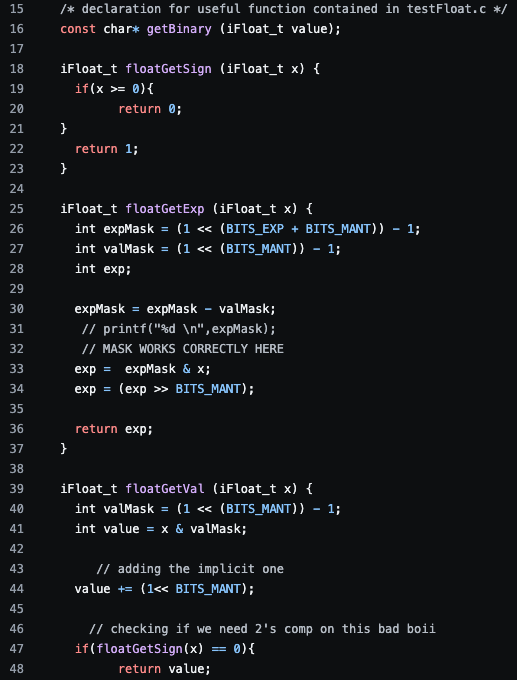 15 /* declaration for useful function contained in testFloat.c */
16 const char* getBinary (iFloat_t value);
17
18 iFloat_t floatGetSign (iFloat_t x) {
19 if(x >= 0){
20 return 0;
21 }
22 return 1;
23 }
24
25 iFloat_t floatGetExp (iFloat_t x) {
26 int expMask = (1 << (BITS_EXP + BITS_MANT)) - 1;
27 int valMask = (1 << (BITS_MANT)) - 1;
28 int exp;
29
30 expMask = expMask - valMask;
31 // printf("%d \n",expMask);
32 // MASK WORKS CORRECTLY HERE
33 exp =  expMask & x;
34 exp = (exp >> BITS_MANT);
35
36 return exp;
37 }
38
39 iFloat_t floatGetVal (iFloat_t x) {
40 int valMask = (1 << (BITS_MANT)) - 1;
41 int value = x & valMask;
42
43 // adding the implicit one
44 value += (1<< BITS_MANT);
45
46 // checking if we need 2's comp on this bad boii
47 if(floatGetSign(x) == 0){
48 return value;